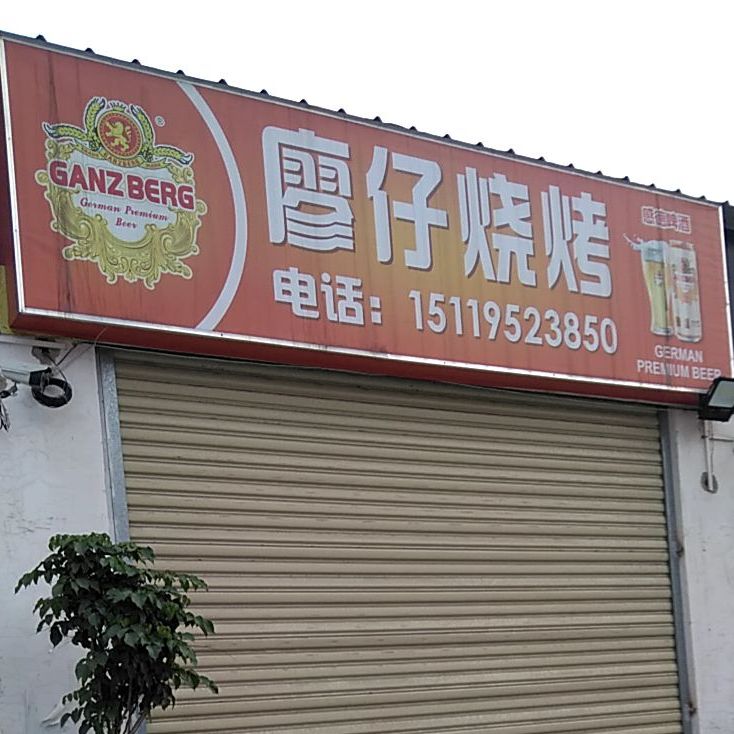 GANZBERG
German Premium
Beer
廖仔烧烤
电话：15119523850
GERMAN
PREMIUM BEER